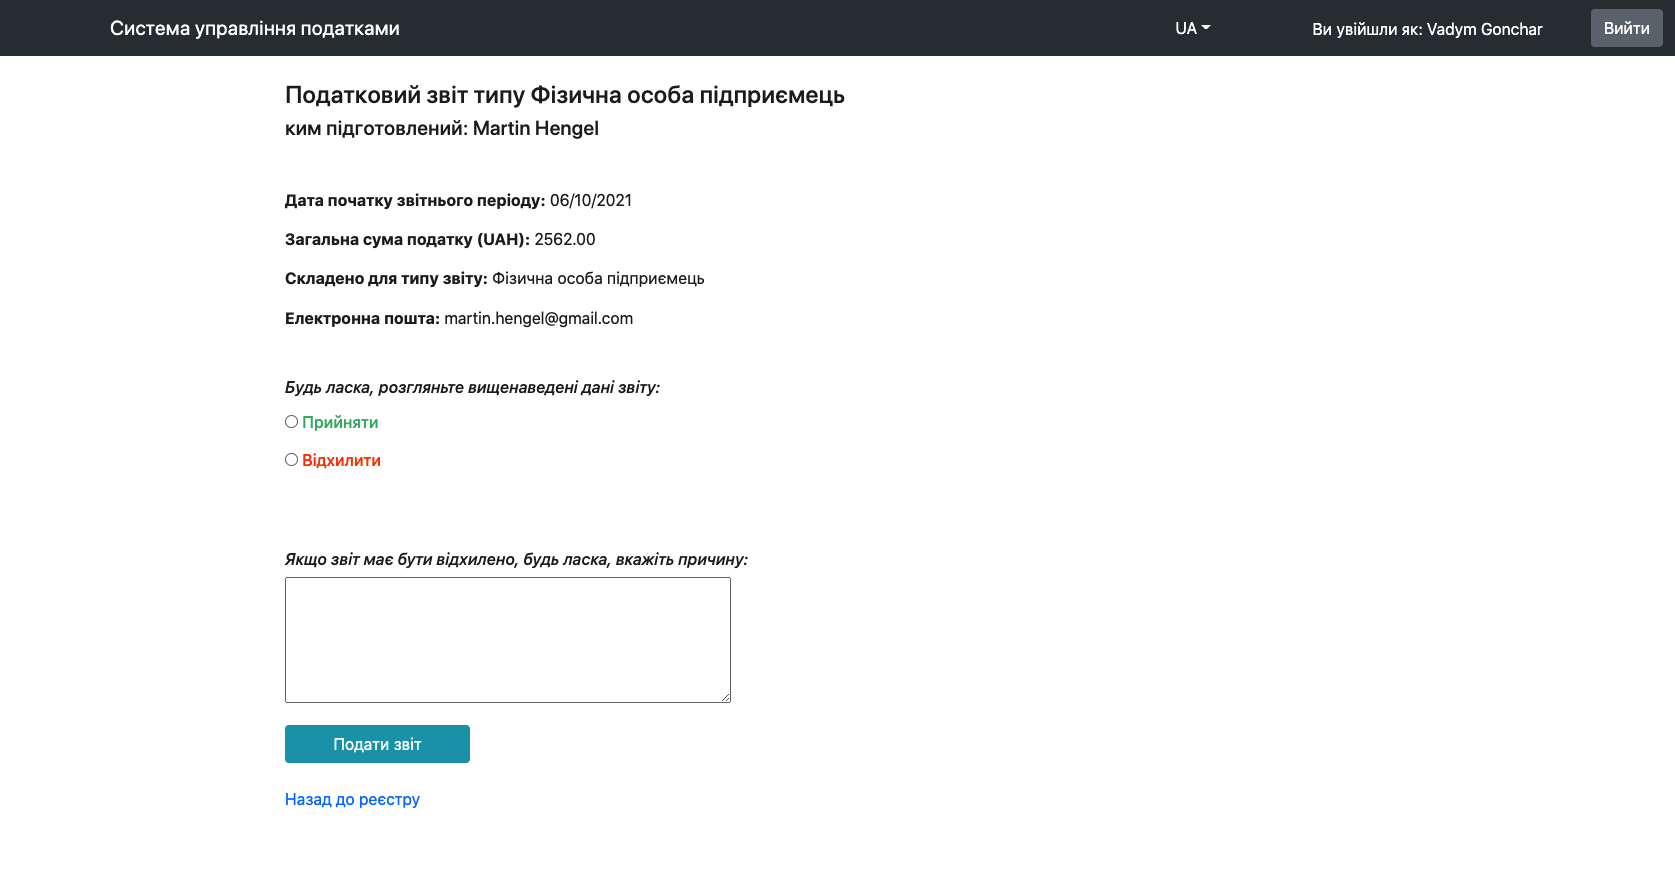 Система управління податками
UA
Ви увійшли як: Vadym Gonchar
Вийти
Податковий звіт типу Фізична особа підприємець
ким підготовлений: Martin Hengel
Дата початку звітнього періоду: 06/10/2021
Загальна сума податку (UAH): 2562.00
Складено для типу звіту: Фізична особа підприємець
Електронна пошта: martin.hengel@gmail.com
Будь ласка, розгляньте вищенаведені дані звіту:
Прийняти
Відхилити
Якщо звіт має бути відхилено, будь ласка, вкажіть причину:
Подати звіт
Назад до реєстру